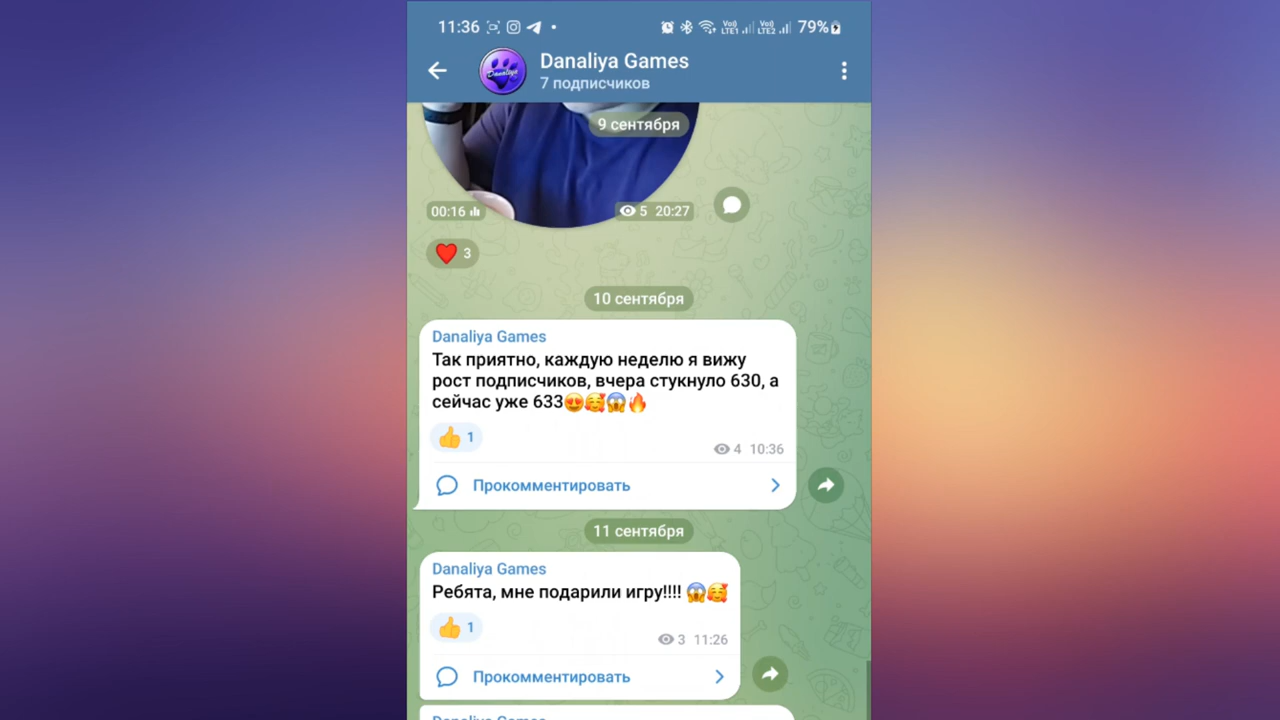 11:36
79%
Danaliya Games
7 подписчиков
9 сентября
00:16
5 20:27
3
10 сентября
Danaliya Games
Так приятно, каждую неделю я вижу
рост подписчиков, вчера стукнуло 630, а
сейчас уже 633😍🥰😱🔥
👍 1
4 10:36
Прокомментировать
11 сентября
Danaliya Games
Ребята, мне подарили игру!!!! 😱🥰
👍 1
3 11:26
Прокомментировать
Danaliya Games